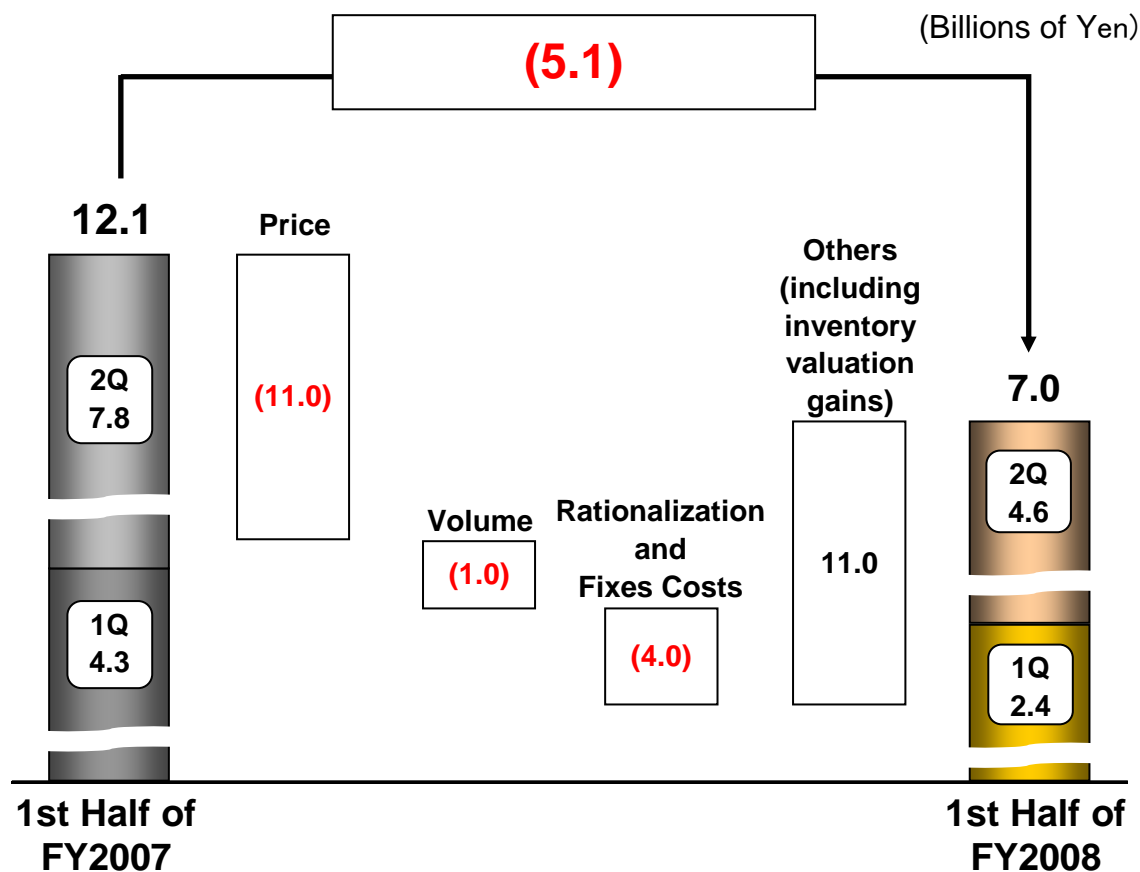 (Billions of Yen)
(5.1)
12.1
Price
(11.0)
2Q
7.8
1Q
4.3
Volume
(1.0)
Rationalization
and
Fixes Costs
(4.0)
Others
(including
inventory
valuation
gains)
11.0
7.0
2Q
4.6
1Q
2.4
1st Half of
FY2007
1st Half of
FY2008